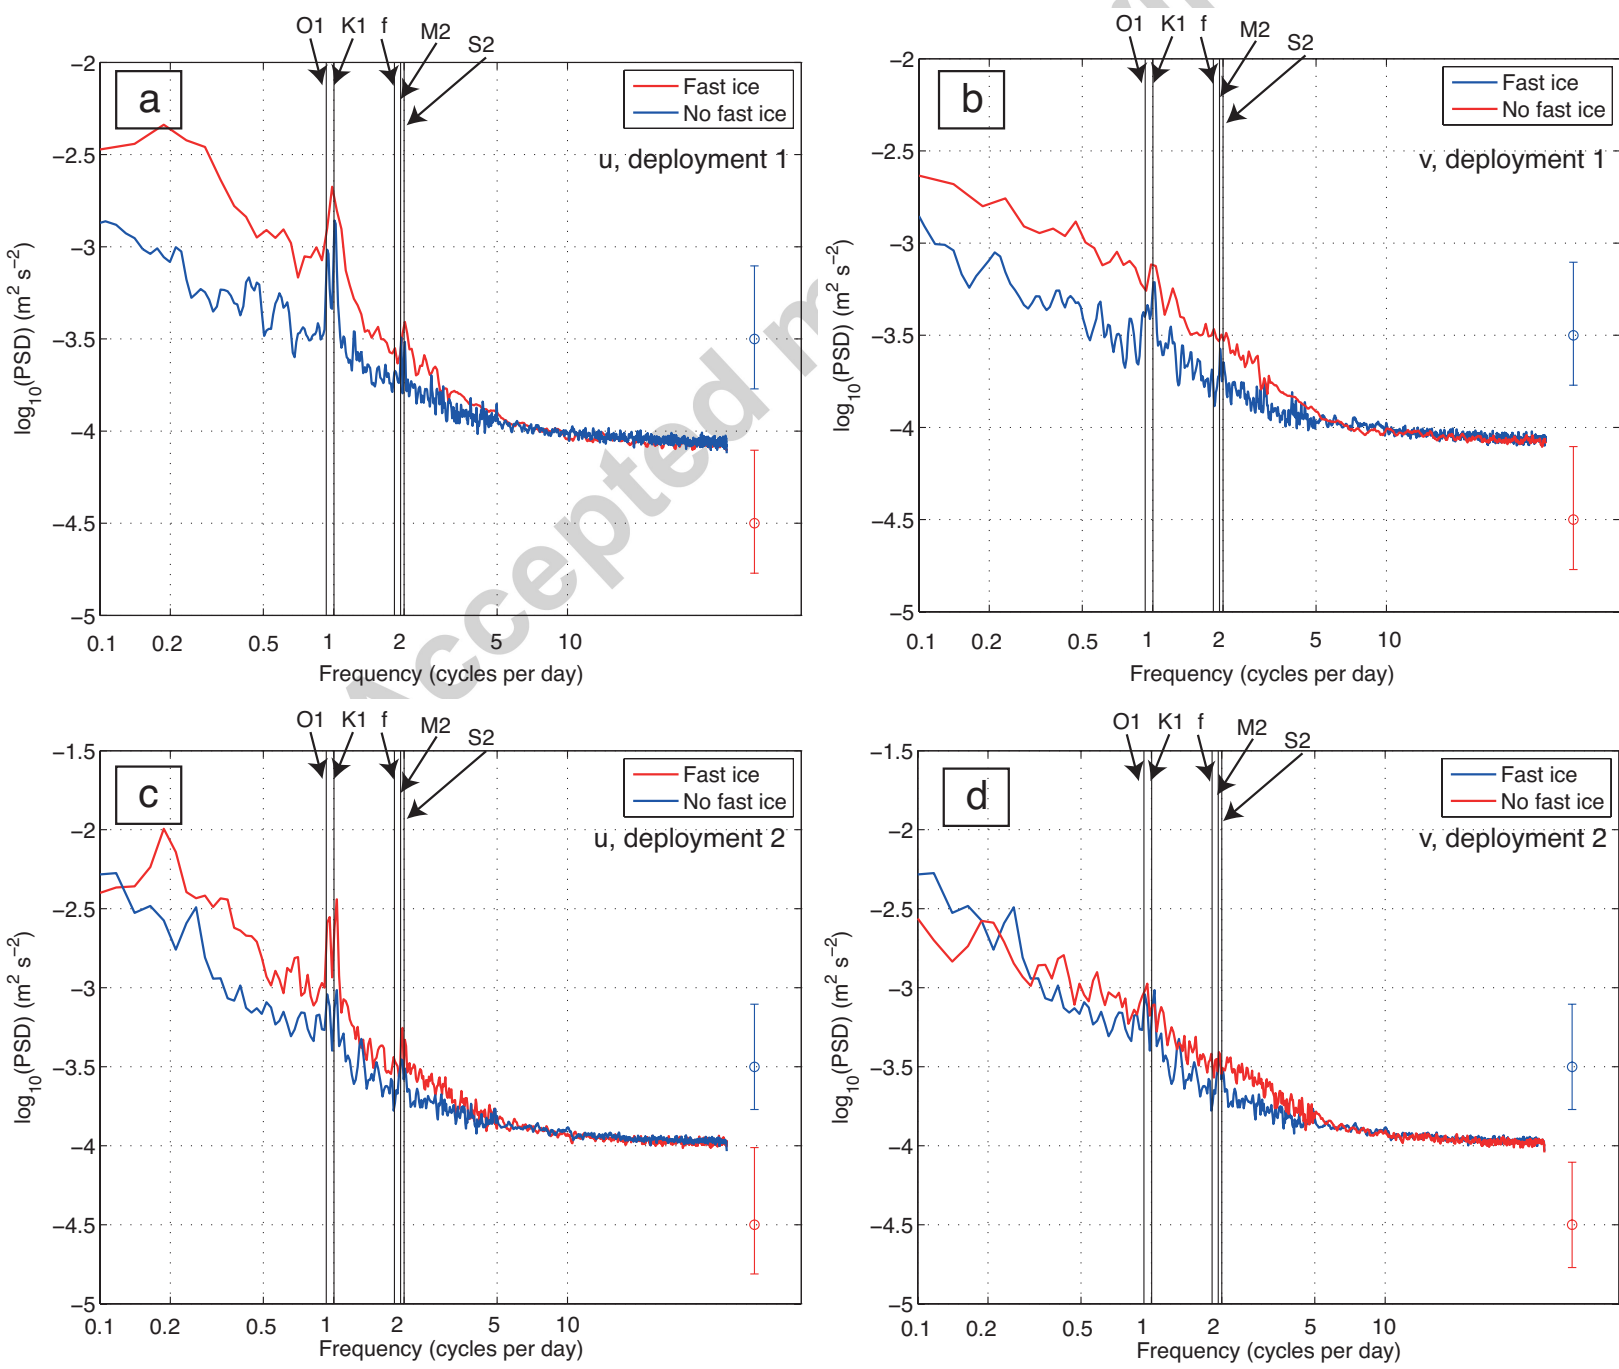 O1 K1 f M2 S2
a
Fast ice
No fast ice
u, deployment 1
−2
−2.5
−3
−3.5
−4
−4.5
−5
log10(PSD) (m2 s−2)
0.1 0.2 0.5 1 2 5 10
Frequency (cycles per day)
O1 K1 f M2 S2
b
Fast ice
No fast ice
v, deployment 1
−2
−2.5
−3
−3.5
−4
−4.5
−5
log10(PSD) (m2 s−2)
0.1 0.2 0.5 1 2 5 10
Frequency (cycles per day)
Accepted m
O1 K1 f M2 S2
c
Fast ice
No fast ice
u, deployment 2
−1.5
−2
−2.5
−3
−3.5
−4
−4.5
−5
log10(PSD) (m2 s−2)
0.1 0.2 0.5 1 2 5 10
Frequency (cycles per day)
O1 K1 f M2 S2
d
Fast ice
No fast ice
v, deployment 2
−1.5
−2
−2.5
−3
−3.5
−4
−4.5
−5
log10(PSD) (m2 s−2)
0.1 0.2 0.5 1 2 5 10
Frequency (cycles per day)